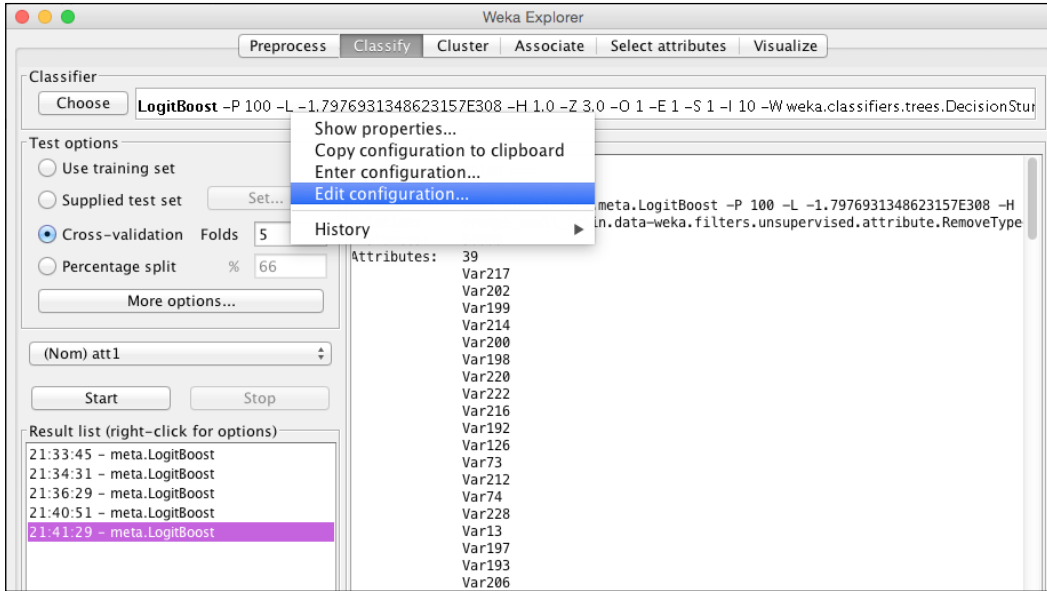 Weka Explorer
Preprocess Classify Cluster Associate Select attributes Visualize
Classifier
Choose LogitBoost -P 100 -L -1.7976931348623157E308 -H 1.0 -Z 3.0 -O 1 -E 1 -S 1 -I 10 -W weka.classifiers.trees.DecisionStur
Show properties...
Copy configuration to clipboard
Enter configuration...
Edit configuration...
History
Test options
Use training set
Supplied test set Set...
Cross-validation Folds 5
Percentage split % 66
More options...
(Nom) att1
Start Stop
Result list (right-click for options)
21:33:45 - meta.LogitBoost
21:34:31 - meta.LogitBoost
21:36:29 - meta.LogitBoost
21:40:51 - meta.LogitBoost
21:41:29 - meta.LogitBoost
meta.LogitBoost -P 100 -L -1.7976931348623157E308 -H
in.data-weka.filters.unsupervised.attribute.RemoveType
Attributes: 39
Var217
Var202
Var199
Var214
Var200
Var198
Var220
Var222
Var216
Var192
Var126
Var73
Var212
Var74
Var228
Var13
Var197
Var193
Var206